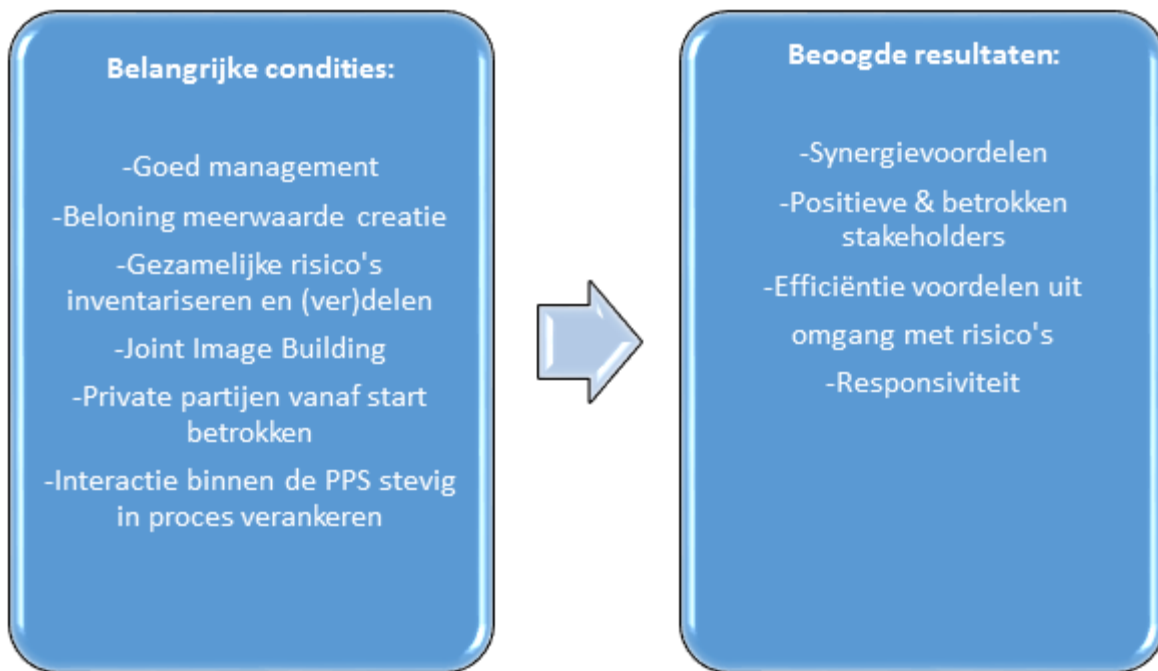 Belangrijke condities:
-Goed management
-Beloning meerwaarde creatie
-Gezamelijke risico's
inventariseren en (ver)delen
-Joint Image Building
-Private partijen vanaf start
betrokken
-Interactie binnen de PPS stevig
in proces verankeren
Beoogde resultaten:
-Synergievoordelen
-Positieve & betrokken
stakeholders
-Efficiëntie voordelen uit
omgang met risico's
-Responsiviteit